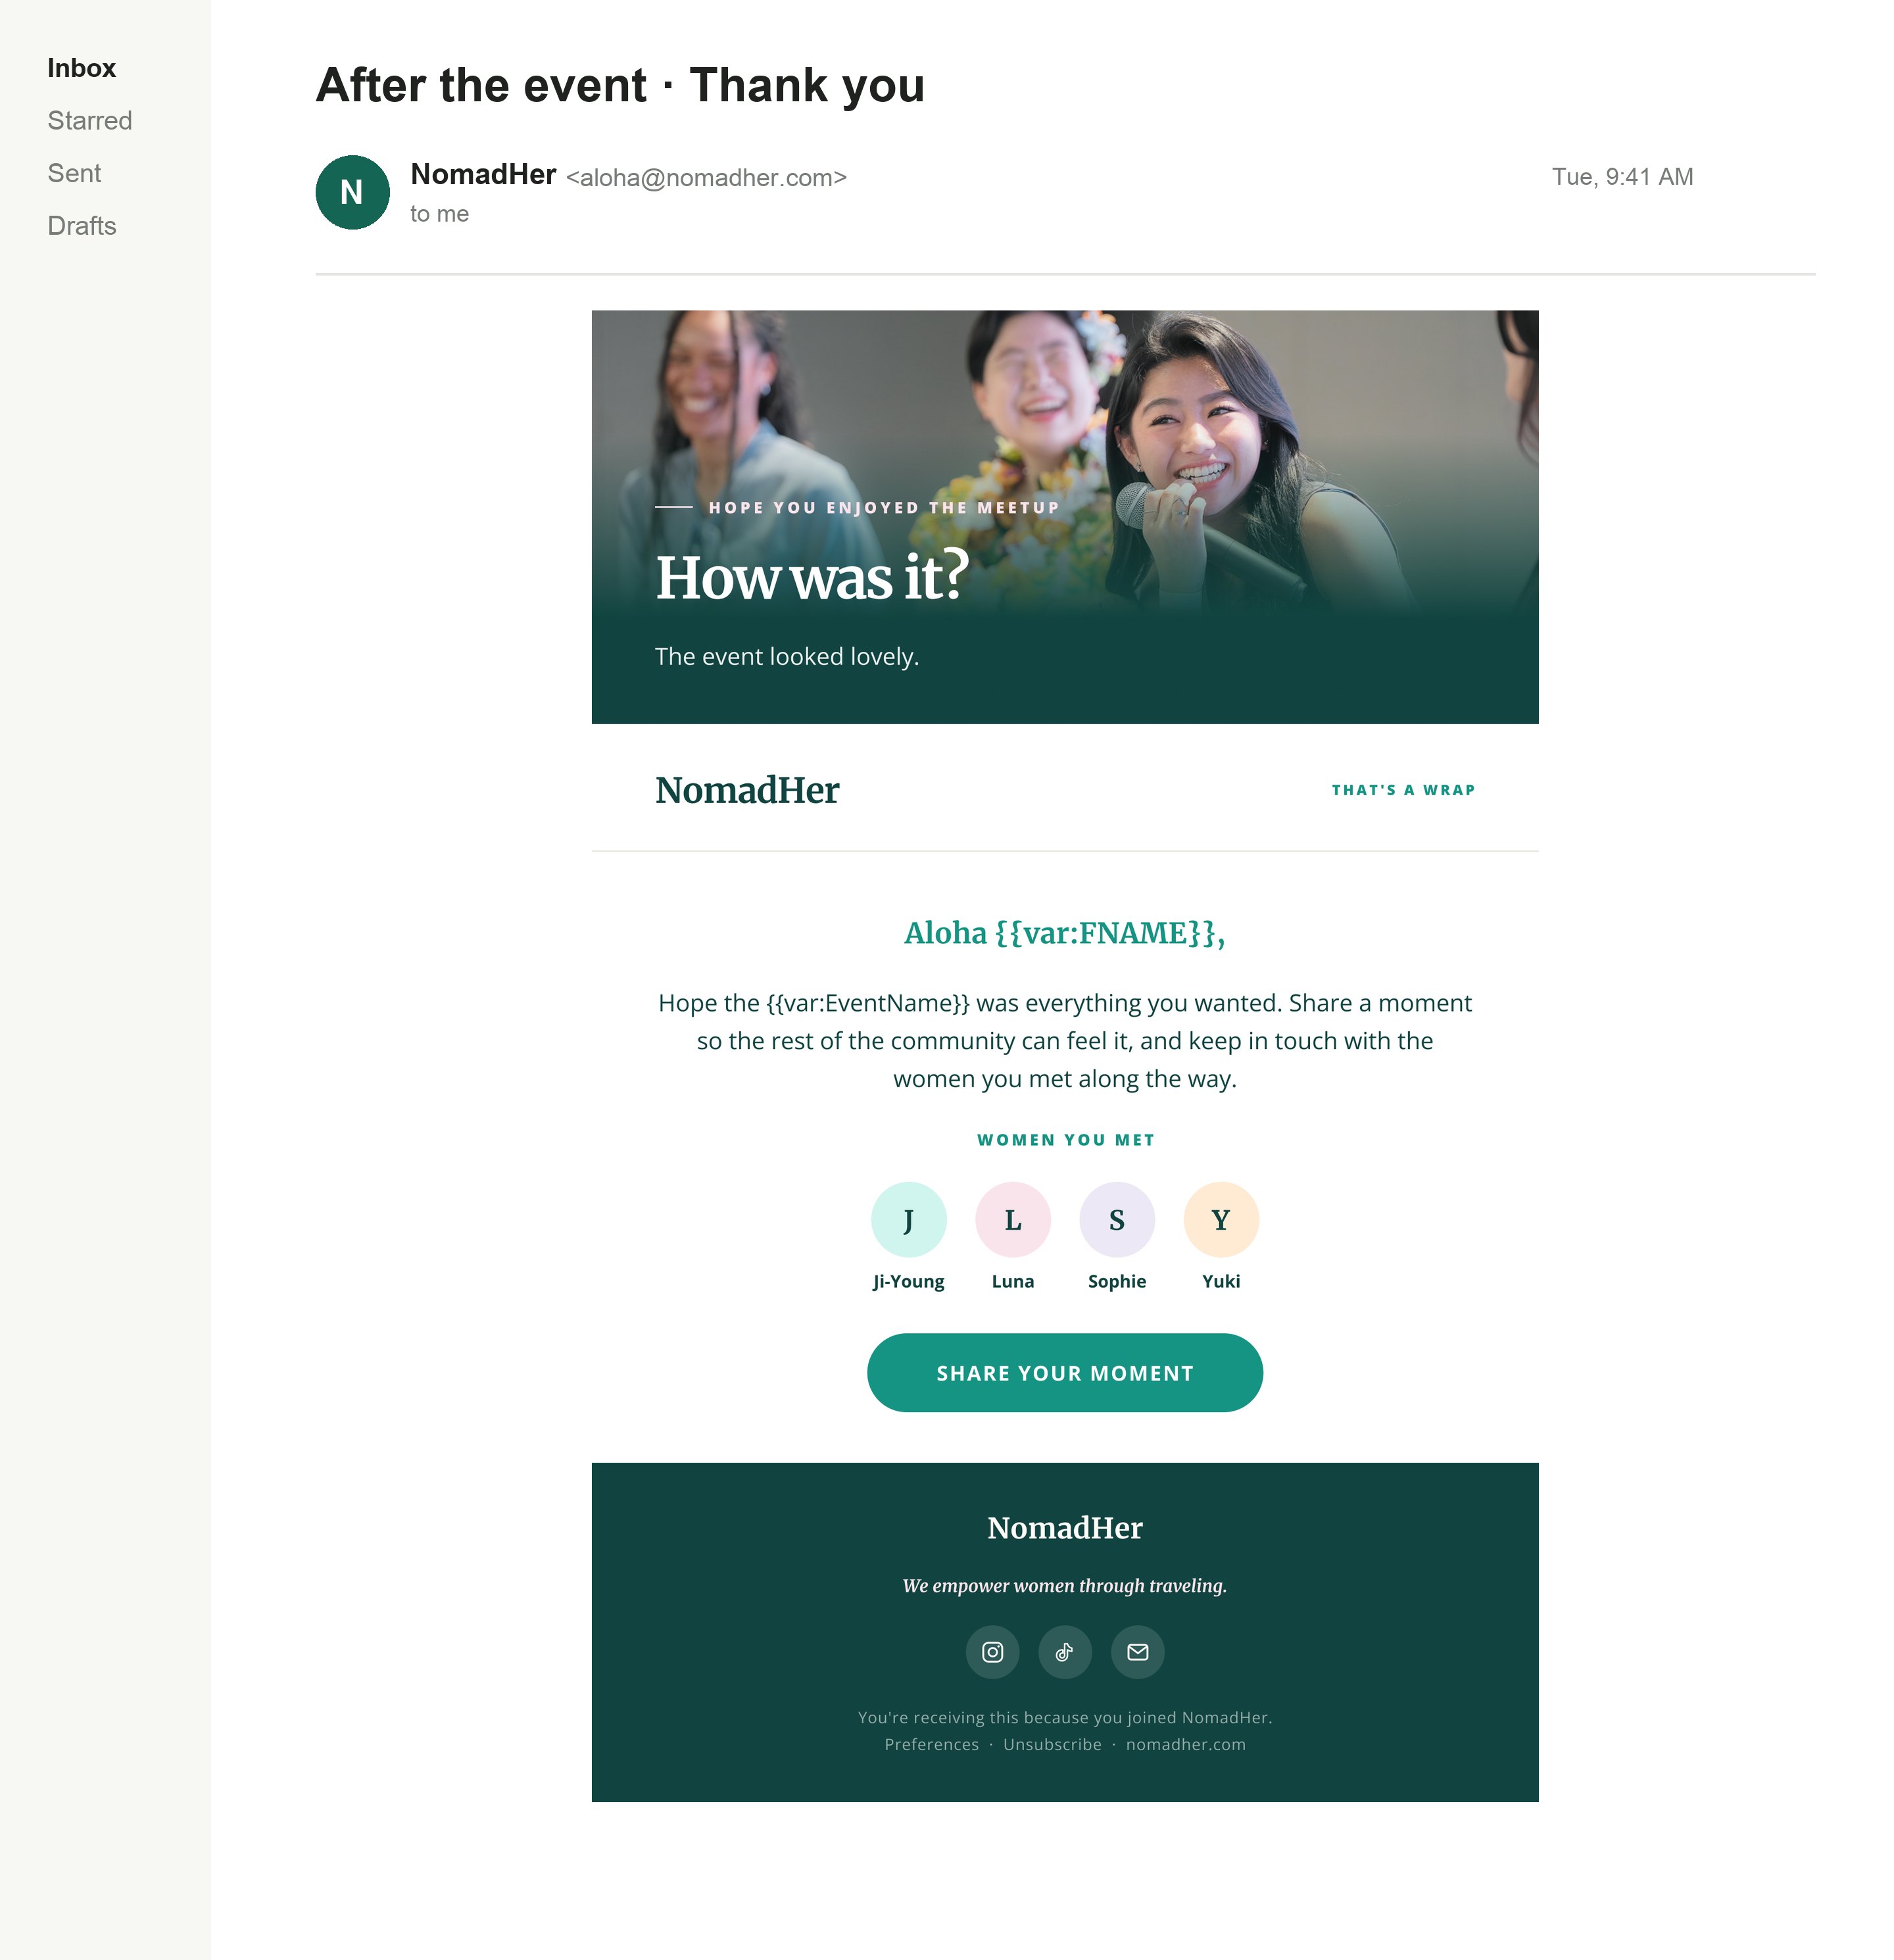 Inbox
Starred
Sent
Drafts
After the event · Thank you
N
NomadHer <aloha@nomadher.com>
Tue, 9:41 AM
to me
HOPE YOU ENJOYED THE MEETUP
How was it?
The event looked lovely.
NomadHer
THAT'S A WRAP
Aloha {{var:FNAME}},
Hope the {{var:EventName}} was everything you wanted. Share a moment
so the rest of the community can feel it, and keep in touch with the
women you met along the way.
WOMEN YOU MET
J L S Y
Ji-Young Luna Sophie Yuki
SHARE YOUR MOMENT
NomadHer
We empower women through traveling.
You're receiving this because you joined NomadHer.
Preferences · Unsubscribe · nomadher.com